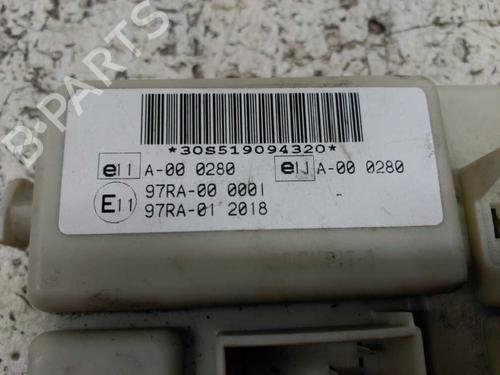 B-PARTS
*30S519094320*
e11 A-00 0280 e11 A-00 0280
E11 97RA-00 0001
97RA-01 2018